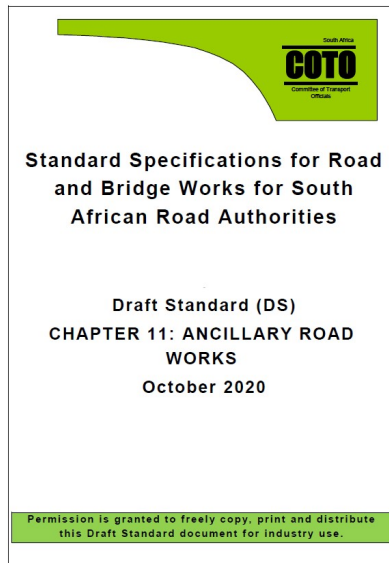 South Africa
COTO
Committee of Transport
Officials
Standard Specifications for Road
and Bridge Works for South
African Road Authorities
Draft Standard (DS)
CHAPTER 11: ANCILLARY ROAD
WORKS
October 2020
Permission is granted to freely copy, print and distribute
this Draft Standard document for industry use.